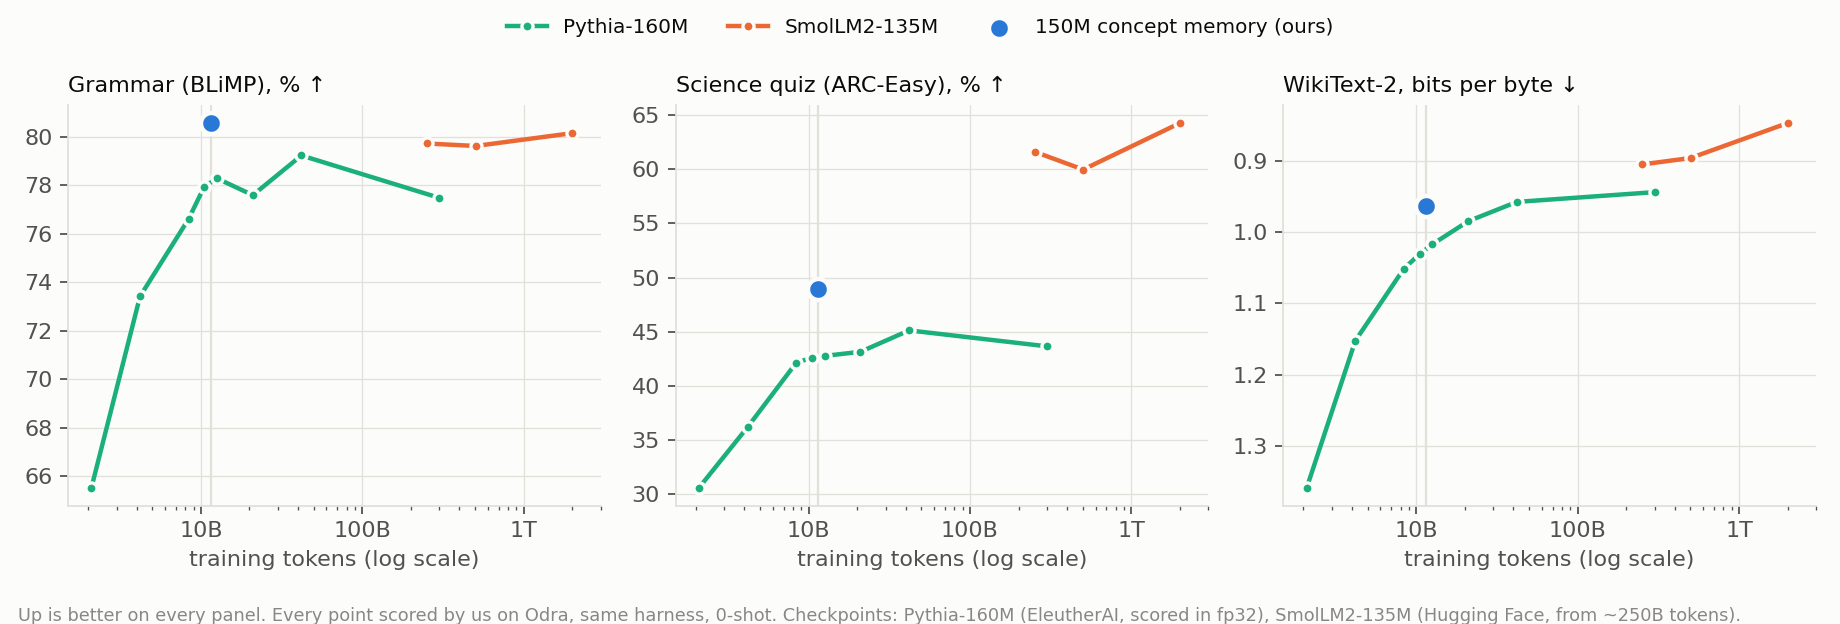 Pythia-160M SmolLM2-135M 150M concept memory (ours)
Grammar (BLiMP), % ↑
80
78
76
74
72
70
68
66
10B 100B 1T
training tokens (log scale)
Science quiz (ARC-Easy), % ↑
65
60
55
50
45
40
35
30
10B 100B 1T
training tokens (log scale)
WikiText-2, bits per byte ↓
0.9
1.0
1.1
1.2
1.3
10B 100B 1T
training tokens (log scale)
Up is better on every panel. Every point scored by us on Odra, same harness, 0-shot. Checkpoints: Pythia-160M (EleutherAI, scored in fp32), SmolLM2-135M (Hugging Face, from ~250B tokens).